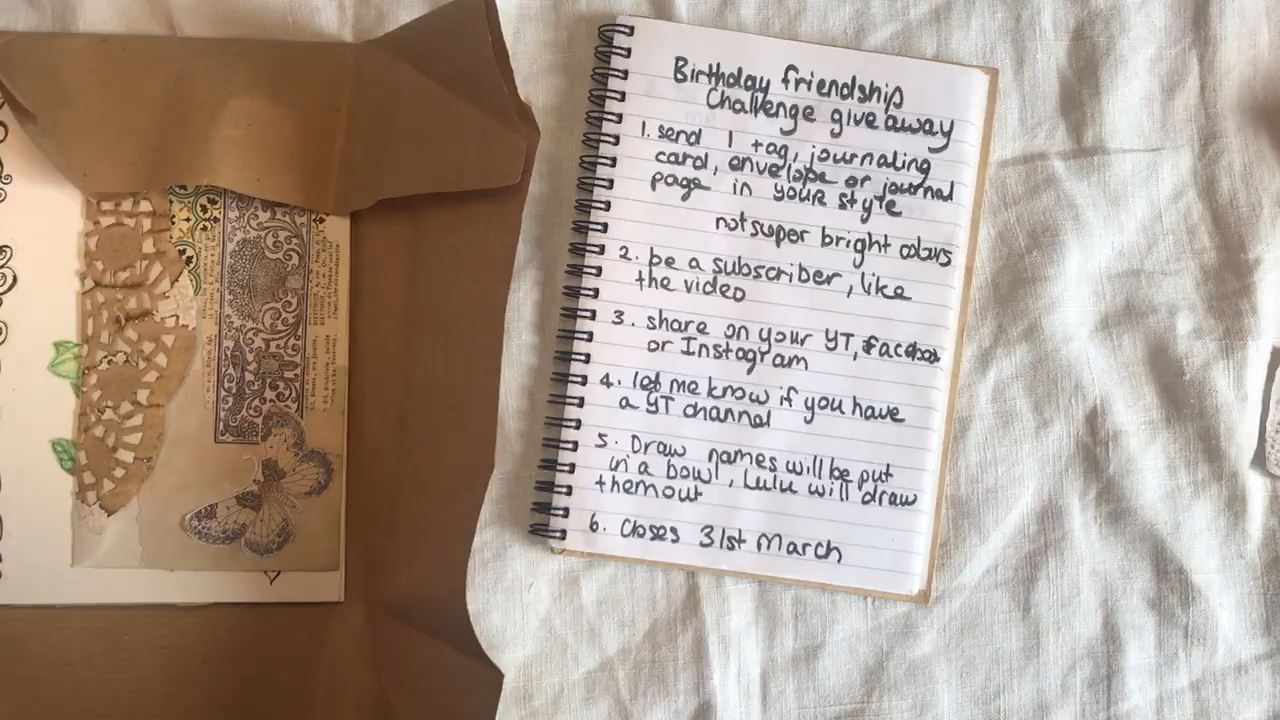 Birthday friendship
Challenge give away
1. send 1 tag, journaling
card, envelope or journal
page in your style
not super bright colours
2. be a subscriber, like
the video
3. share on your YT, facebook
or Instagram
4. let me know if you have
a YT channel
5. Draw names will be put
in a bowl, Lulu will draw
them out
6. Closes 31st March